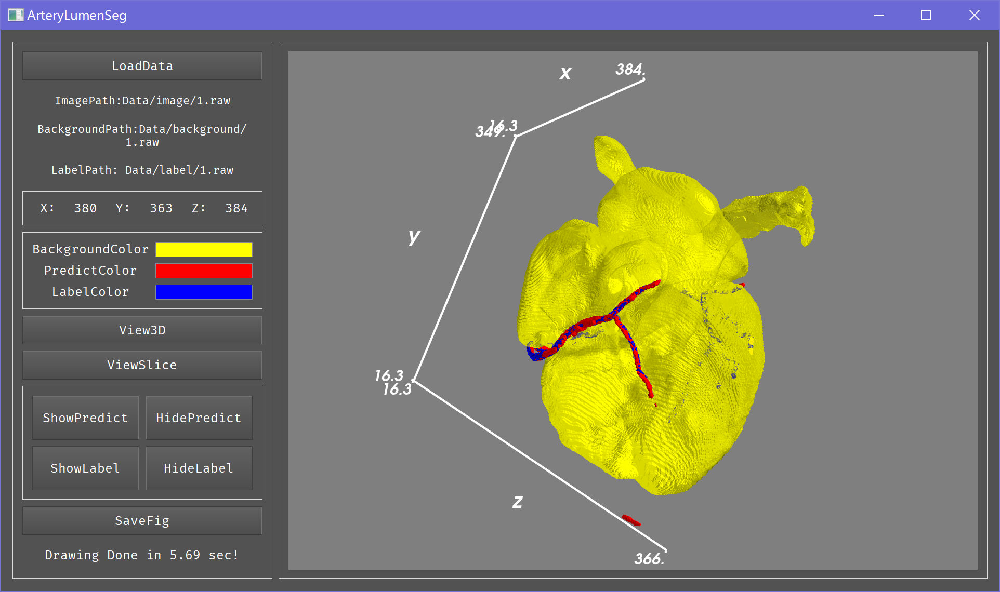 ArteryLumenSeg
LoadData
ImagePath:Data/image/1.raw
BackgroundPath:Data/background/
1.raw
LabelPath: Data/label/1.raw
X: 380 Y: 363 Z: 384
BackgroundColor
PredictColor
LabelColor
View3D
ViewSlice
ShowPredict HidePredict
ShowLabel HideLabel
SaveFig
Drawing Done in 5.69 sec!
x 384.
16.3
349.
y
16.3
16.3
z
366.